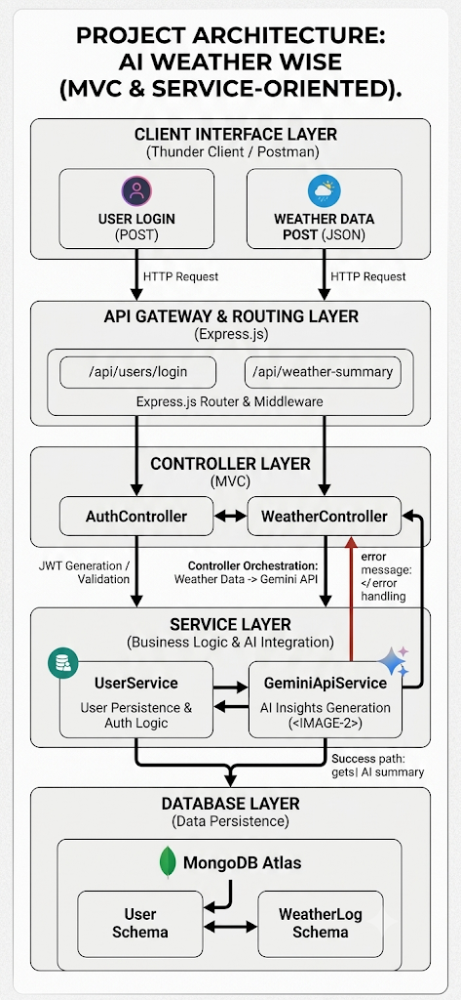 PROJECT ARCHITECTURE:
AI WEATHER WISE
(MVC & SERVICE-ORIENTED).
CLIENT INTERFACE LAYER
(Thunder Client / Postman)
USER LOGIN
(POST)
WEATHER DATA
POST (JSON)
HTTP Request
HTTP Request
API GATEWAY & ROUTING LAYER
(Express.js)
/api/users/login
/api/weather-summary
Express.js Router & Middleware
CONTROLLER LAYER
(MVC)
AuthController
WeatherController
JWT Generation /
Validation
Controller Orchestration:
Weather Data -> Gemini API
error
message:
</error
handling
SERVICE LAYER
(Business Logic & AI Integration)
UserService
User Persistence &
Auth Logic
GeminiApiService
AI Insights Generation
(<IMAGE-2>)
Success path:
gets| AI summary
DATABASE LAYER
(Data Persistence)
MongoDB Atlas
User
Schema
WeatherLog
Schema